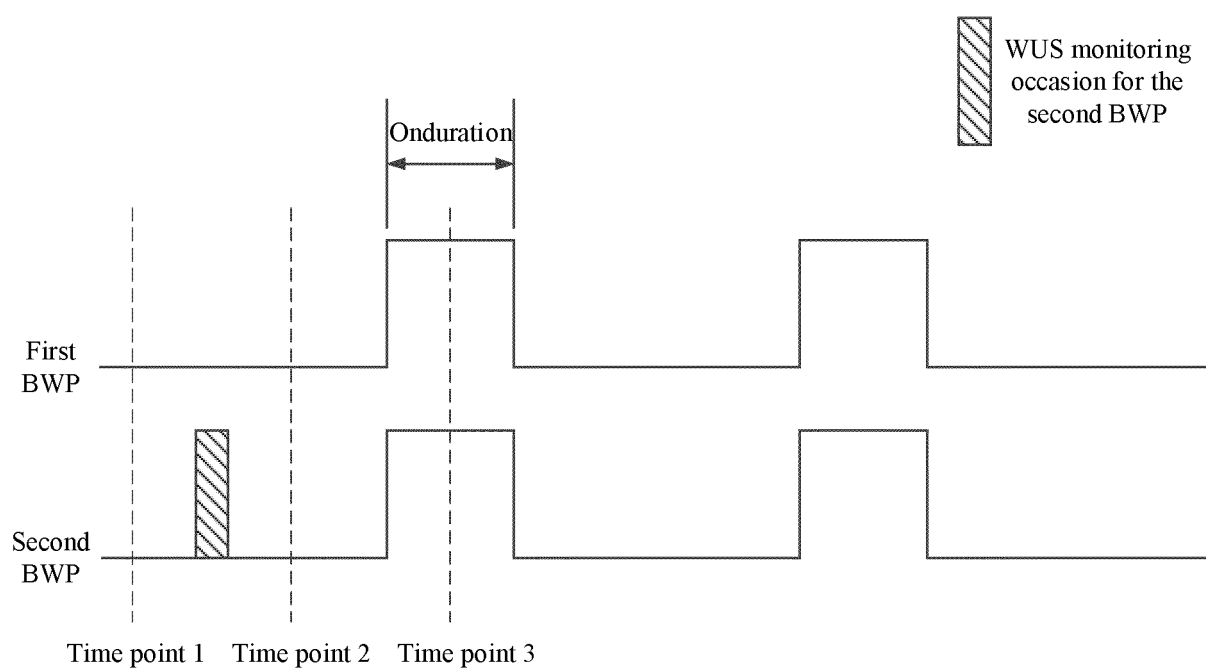 WUS monitoring
occasion for the
second BWP
Onduration
First
BWP
Second
BWP
Time point 1
Time point 2
Time point 3